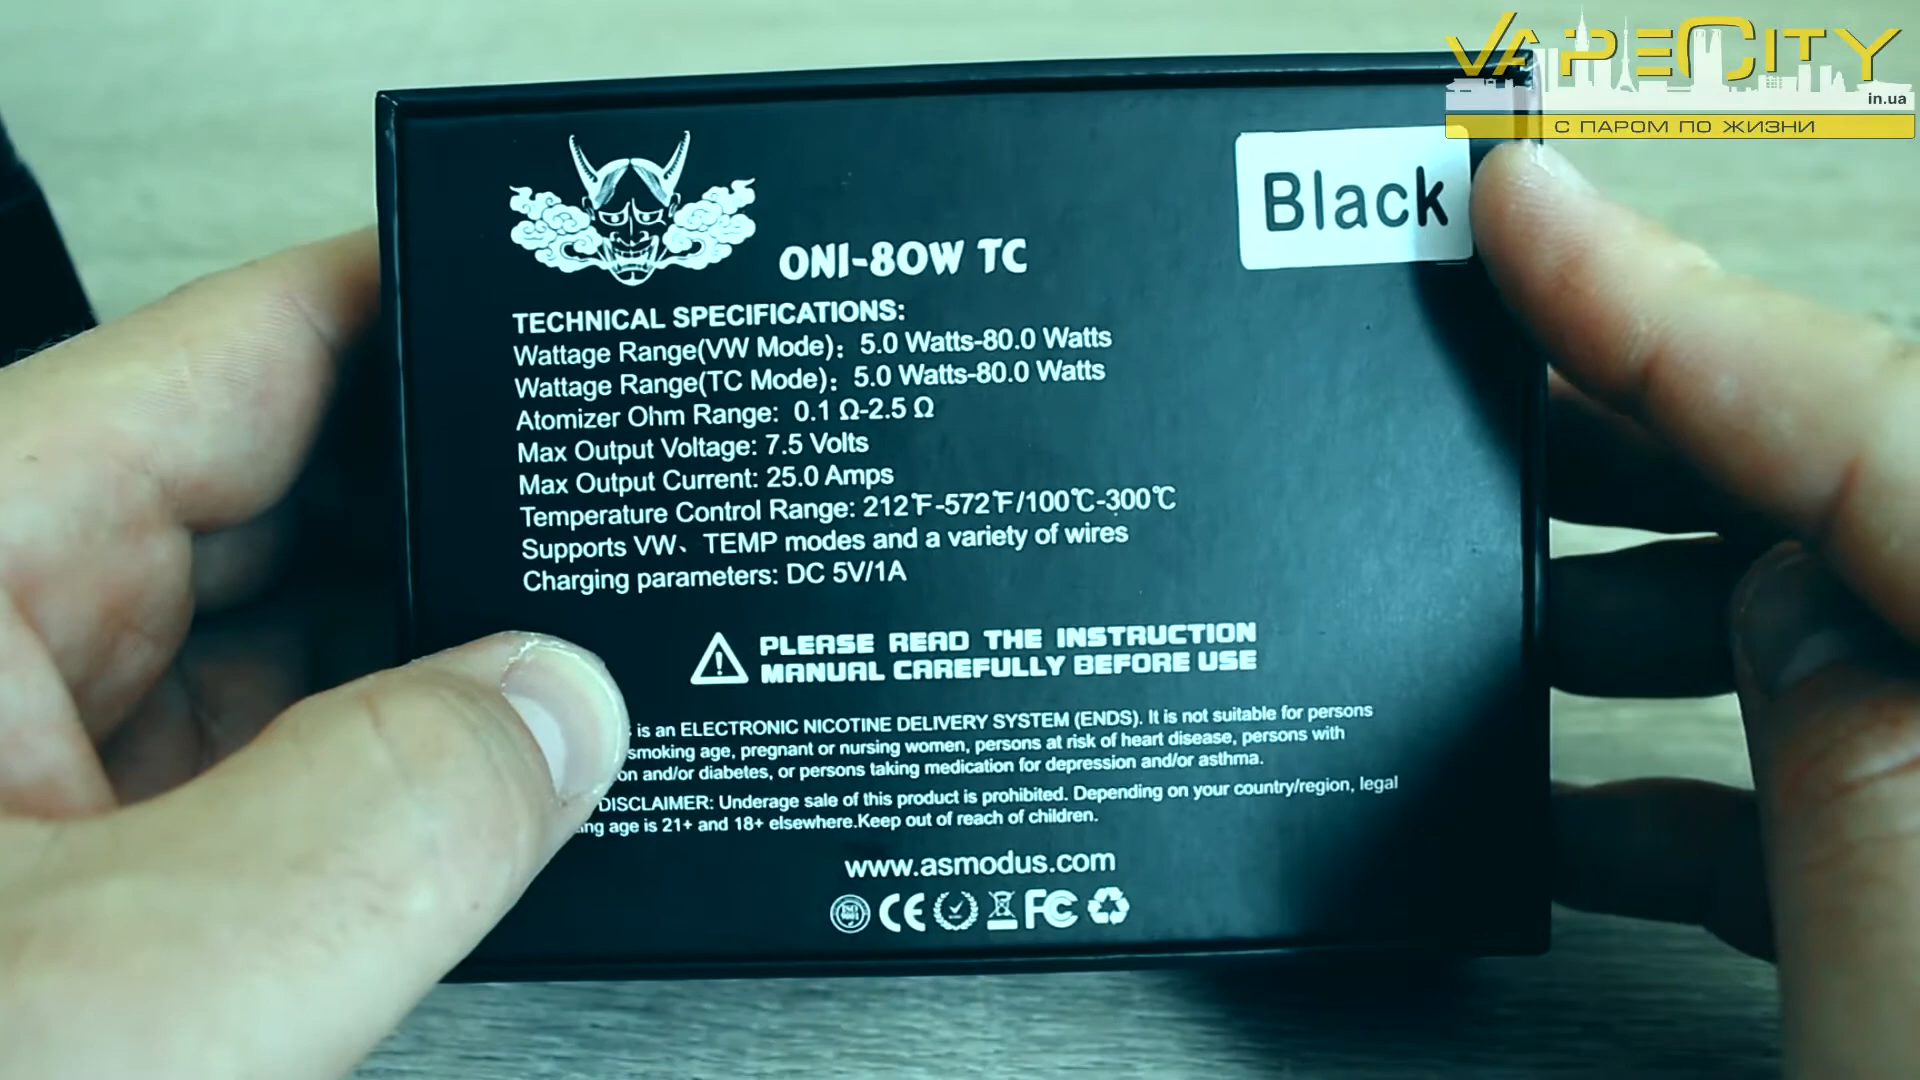 VAPECITY
in.ua
С ПАРОМ ПО ЖИЗНИ
Black
ONI-80W TC
TECHNICAL SPECIFICATIONS:
Wattage Range(VW Mode): 5.0 Watts-80.0 Watts
Wattage Range(TC Mode): 5.0 Watts-80.0 Watts
Atomizer Ohm Range: 0.1 Ω-2.5 Ω
Max Output Voltage: 7.5 Volts
Max Output Current: 25.0 Amps
Temperature Control Range: 212℉-572℉/100℃-300℃
Supports VW、TEMP modes and a variety of wires
Charging parameters: DC 5V/1A
PLEASE READ THE INSTRUCTION
MANUAL CAREFULLY BEFORE USE
is an ELECTRONIC NICOTINE DELIVERY SYSTEM (ENDS). It is not suitable for persons
smoking age, pregnant or nursing women, persons at risk of heart disease, persons with
and/or diabetes, or persons taking medication for depression and/or asthma.
DISCLAIMER: Underage sale of this product is prohibited. Depending on your country/region, legal
age is 21+ and 18+ elsewhere.Keep out of reach of children.
www.asmodus.com
ISO
9001
CE
FC